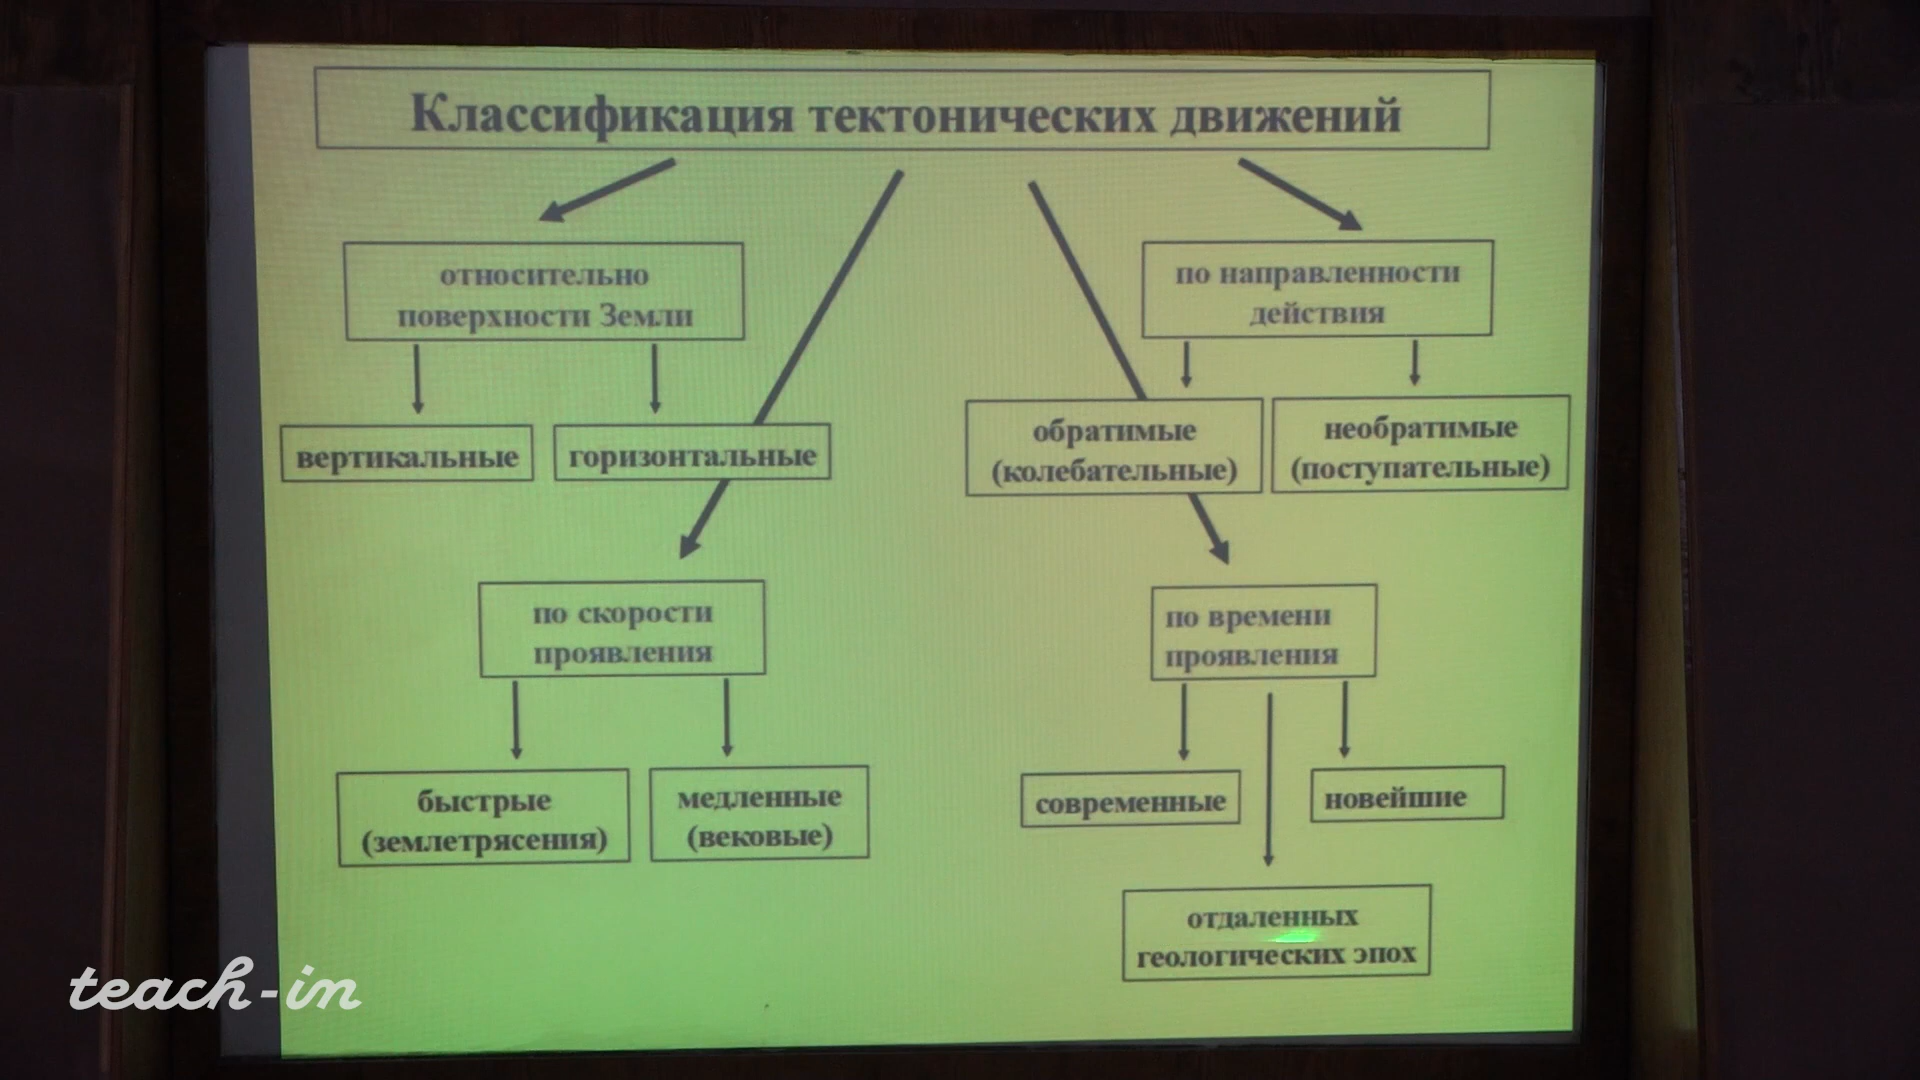 Классификация тектонических движений
относительно
поверхности Земли
по направленности
действия
вертикальные
горизонтальные
обратимые
(колебательные)
необратимые
(поступательные)
по скорости
проявления
по времени
проявления
быстрые
(землетрясения)
медленные
(вековые)
современные
новейшие
отдаленных
геологических эпох
teach-in